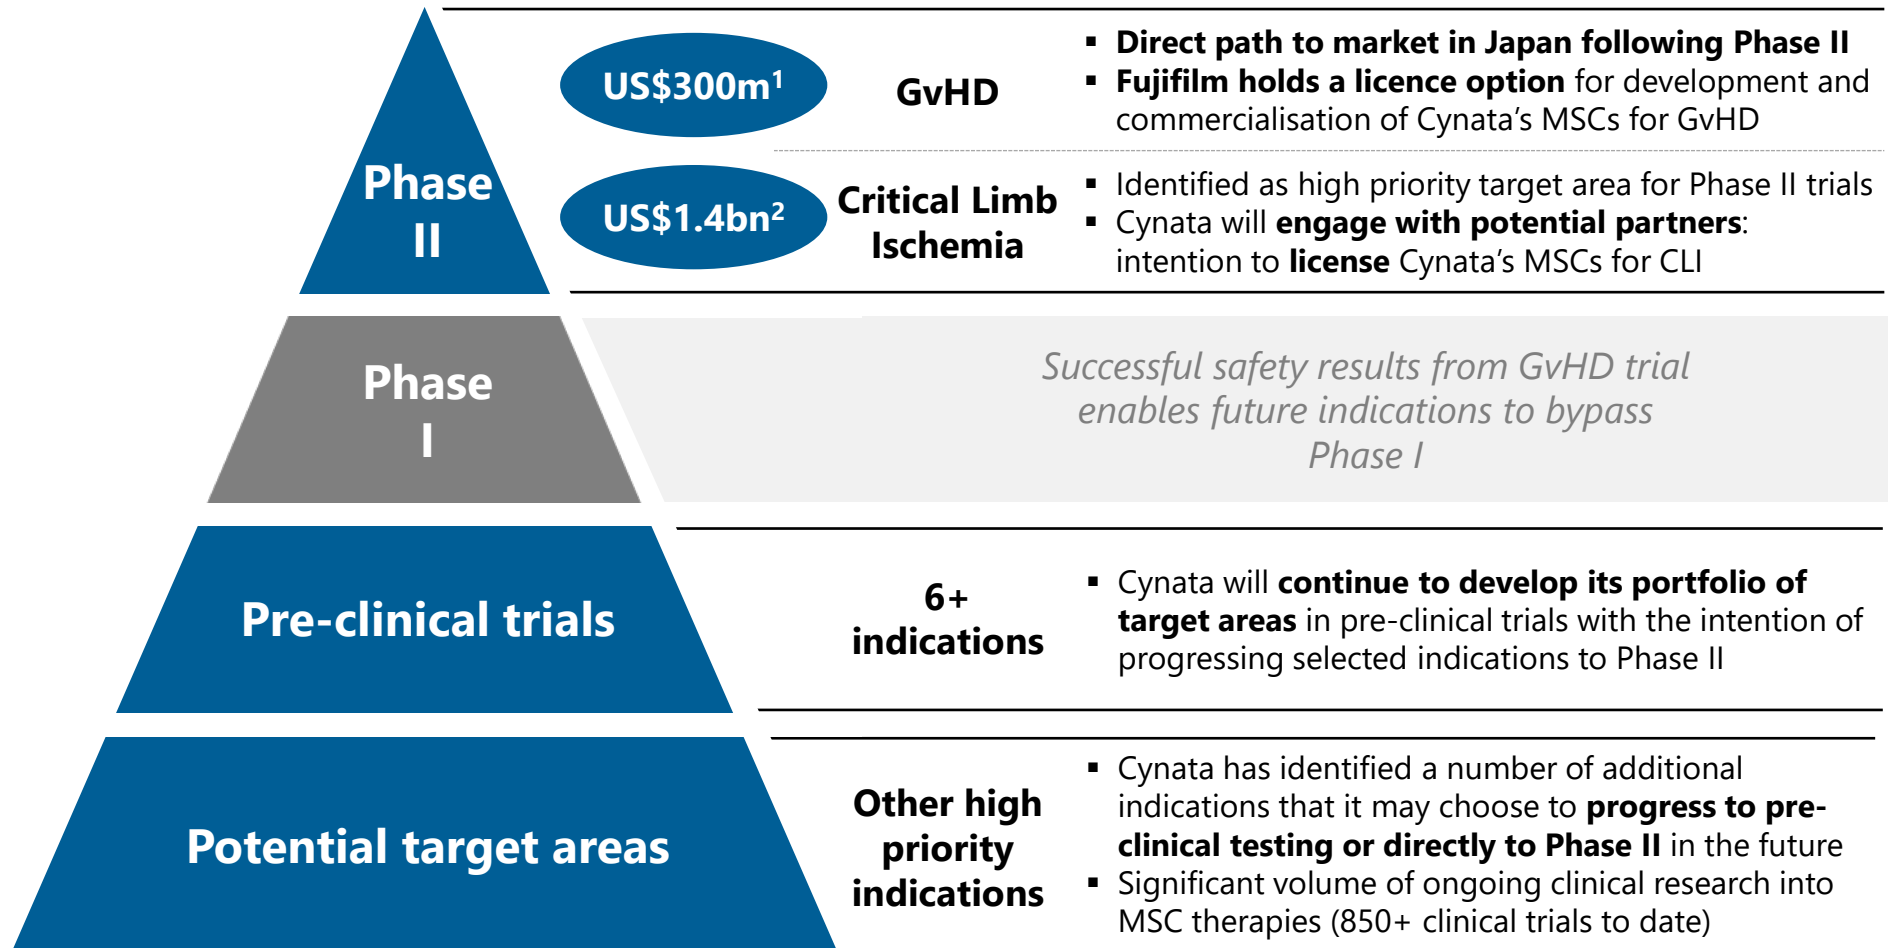 Phase
II
US$300m¹
GvHD
▪ Direct path to market in Japan following Phase II
▪ Fujifilm holds a licence option for development and
commercialisation of Cynata’s MSCs for GvHD
US$1.4bn²
Critical Limb
Ischemia
▪ Identified as high priority target area for Phase II trials
▪ Cynata will engage with potential partners:
intention to license Cynata’s MSCs for CLI
Phase
I
Successful safety results from GvHD trial
enables future indications to bypass
Phase I
Pre-clinical trials
6+
indications
▪ Cynata will continue to develop its portfolio of
target areas in pre-clinical trials with the intention of
progressing selected indications to Phase II
Potential target areas
Other high
priority
indications
▪ Cynata has identified a number of additional
indications that it may choose to progress to pre-
clinical testing or directly to Phase II in the future
▪ Significant volume of ongoing clinical research into
MSC therapies (850+ clinical trials to date)